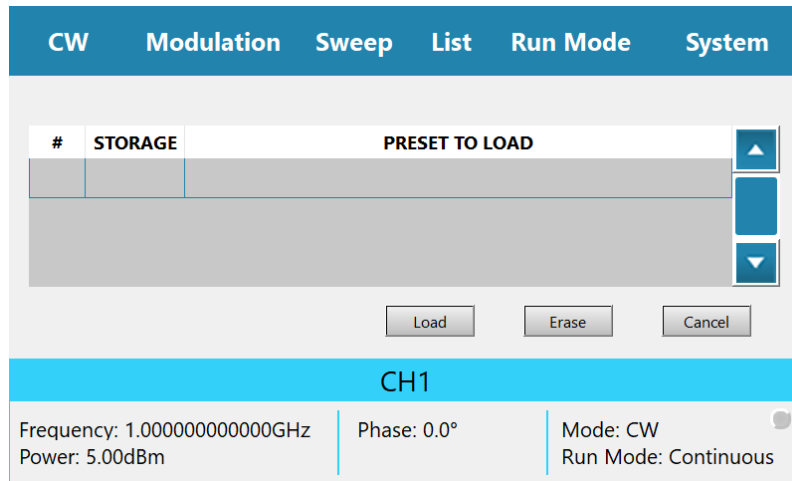 CW Modulation Sweep List Run Mode System
# STORAGE PRESET TO LOAD
Load Erase Cancel
CH1
Frequency: 1.000000000000GHz Phase: 0.0° Mode: CW
Power: 5.00dBm Run Mode: Continuous